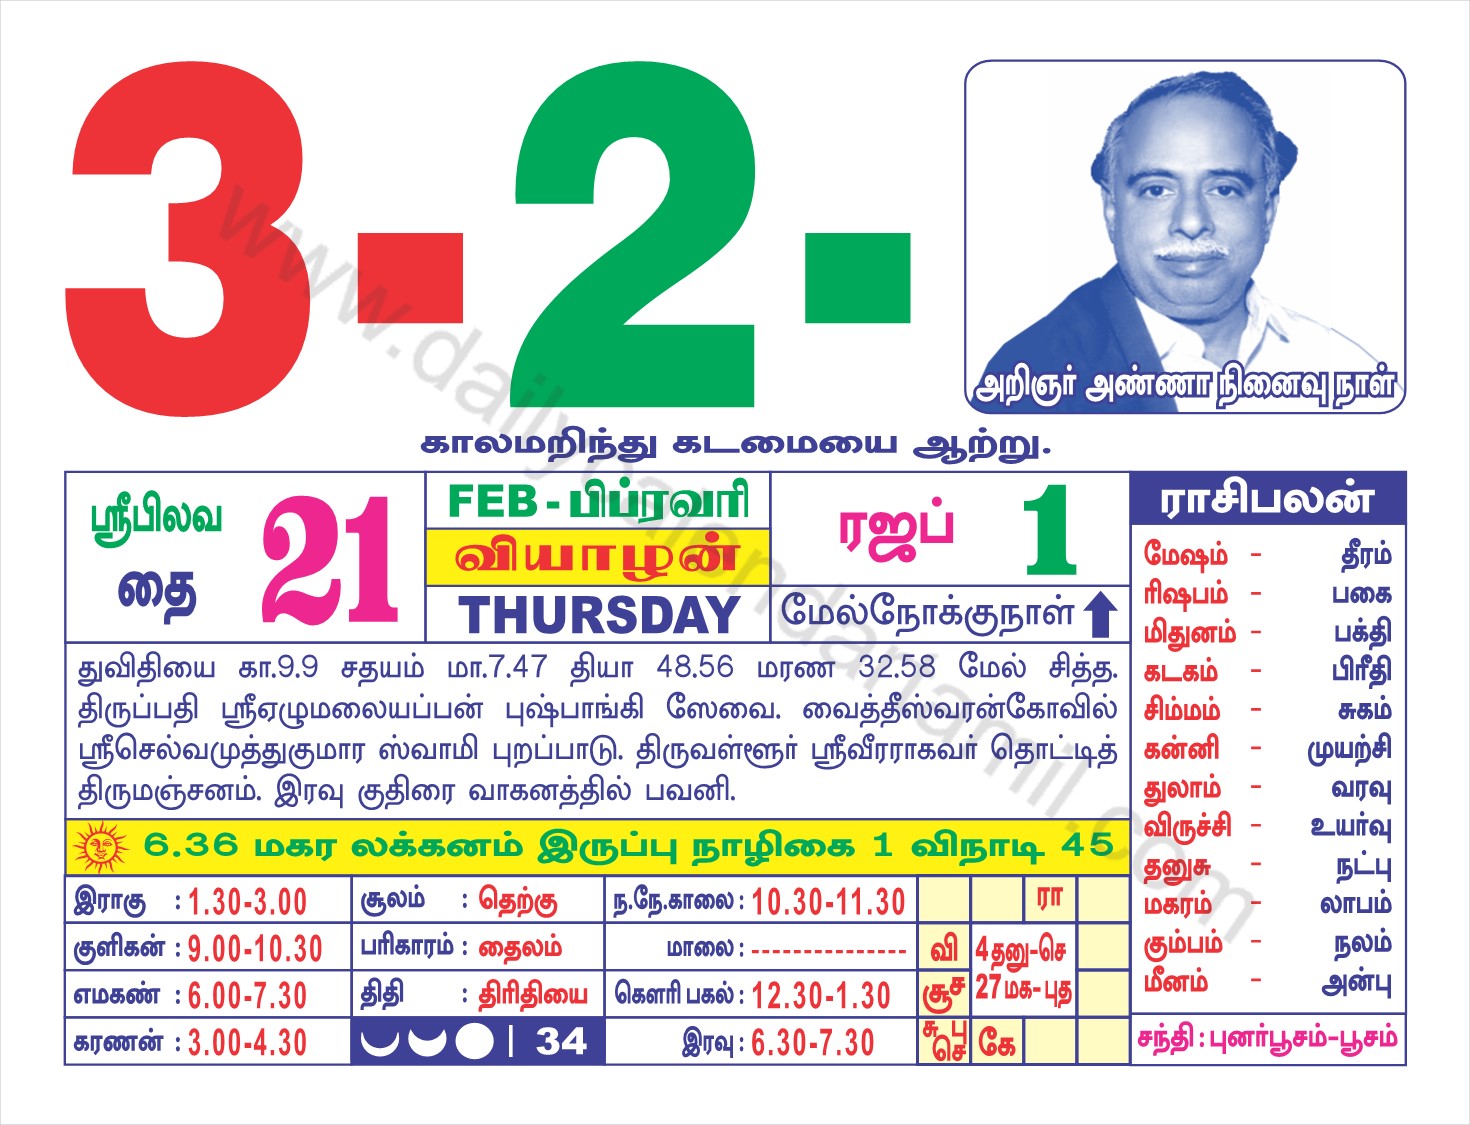 3-2-
அறிஞர் அண்ணா நினைவு நாள்
காலமறிந்து கடமையை ஆற்று.
ஸ்ரீபிலவ
தை
21
FEB - பிப்ரவரி
வியாழன்
THURSDAY
ரஜப் 1
மேல்நோக்குநாள்
துவிதியை கா.9.9 சதயம் மா.7.47 தியா 48.56 மரண 32.58 மேல் சித்த.
திருப்பதி ஸ்ரீஏழுமலையப்பன் புஷ்பாங்கி ஸேவை. வைத்தீஸ்வரன்கோவில்
ஸ்ரீசெல்வமுத்துகுமார ஸ்வாமி புறப்பாடு. திருவள்ளூர் ஸ்ரீவீரராகவர் தொட்டித்
திருமஞ்சனம். இரவு குதிரை வாகனத்தில் பவனி.
6.36 மகர லக்கனம் இருப்பு நாழிகை 1 விநாடி 45
இராகு : 1.30-3.00
குளிகன் : 9.00-10.30
எமகண் : 6.00-7.30
கரணன் : 3.00-4.30
சூலம் : தெற்கு
பரிகாரம் : தைலம்
திதி : திரிதியை
34
ந.நே.காலை : 10.30-11.30
மாலை : --------------
கௌரி பகல் : 12.30-1.30
இரவு : 6.30-7.30
ரா
வி
சூ ச
சு பு
செ
கே
4 தனு-செ
27 மக- புத
ராசிபலன்
மேஷம் - தீரம்
ரிஷபம் - பகை
மிதுனம் - பக்தி
கடகம் - பிரீதி
சிம்மம் - சுகம்
கன்னி - முயற்சி
துலாம் - வரவு
விருச்சி - உயர்வு
தனுசு - நட்பு
மகரம் - லாபம்
கும்பம் - நலம்
மீனம் - அன்பு
சந்தி : புனர்பூசம்-பூசம்
www.dailycalendartamil.com